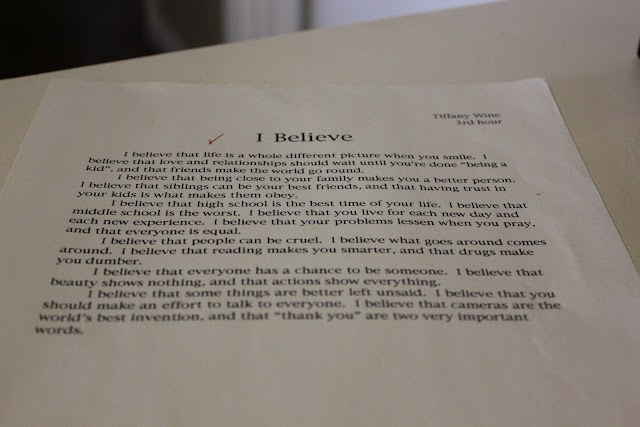 Tiffany Wine
3rd hour
I Believe
I believe that life is a whole different picture when you smile. I
believe that love and relationships should wait until you're done "being a
kid", and that friends make the world go round.
I believe that being close to your family makes you a better person.
I believe that siblings can be your best friends, and that having trust in
your kids is what makes them obey.
I believe that high school is the best time of your life. I believe that
middle school is the worst. I believe that you live for each new day and
each new experience. I believe that your problems lessen when you pray,
and that everyone is equal.
I believe that people can be cruel. I believe what goes around comes
around. I believe that reading makes you smarter, and that drugs make
you dumber.
I believe that everyone has a chance to be someone. I believe that
beauty shows nothing, and that actions show everything.
I believe that some things are better left unsaid. I believe that you
should make an effort to talk to everyone. I believe that cameras are the
world's best invention, and that "thank you" are two very important
words.